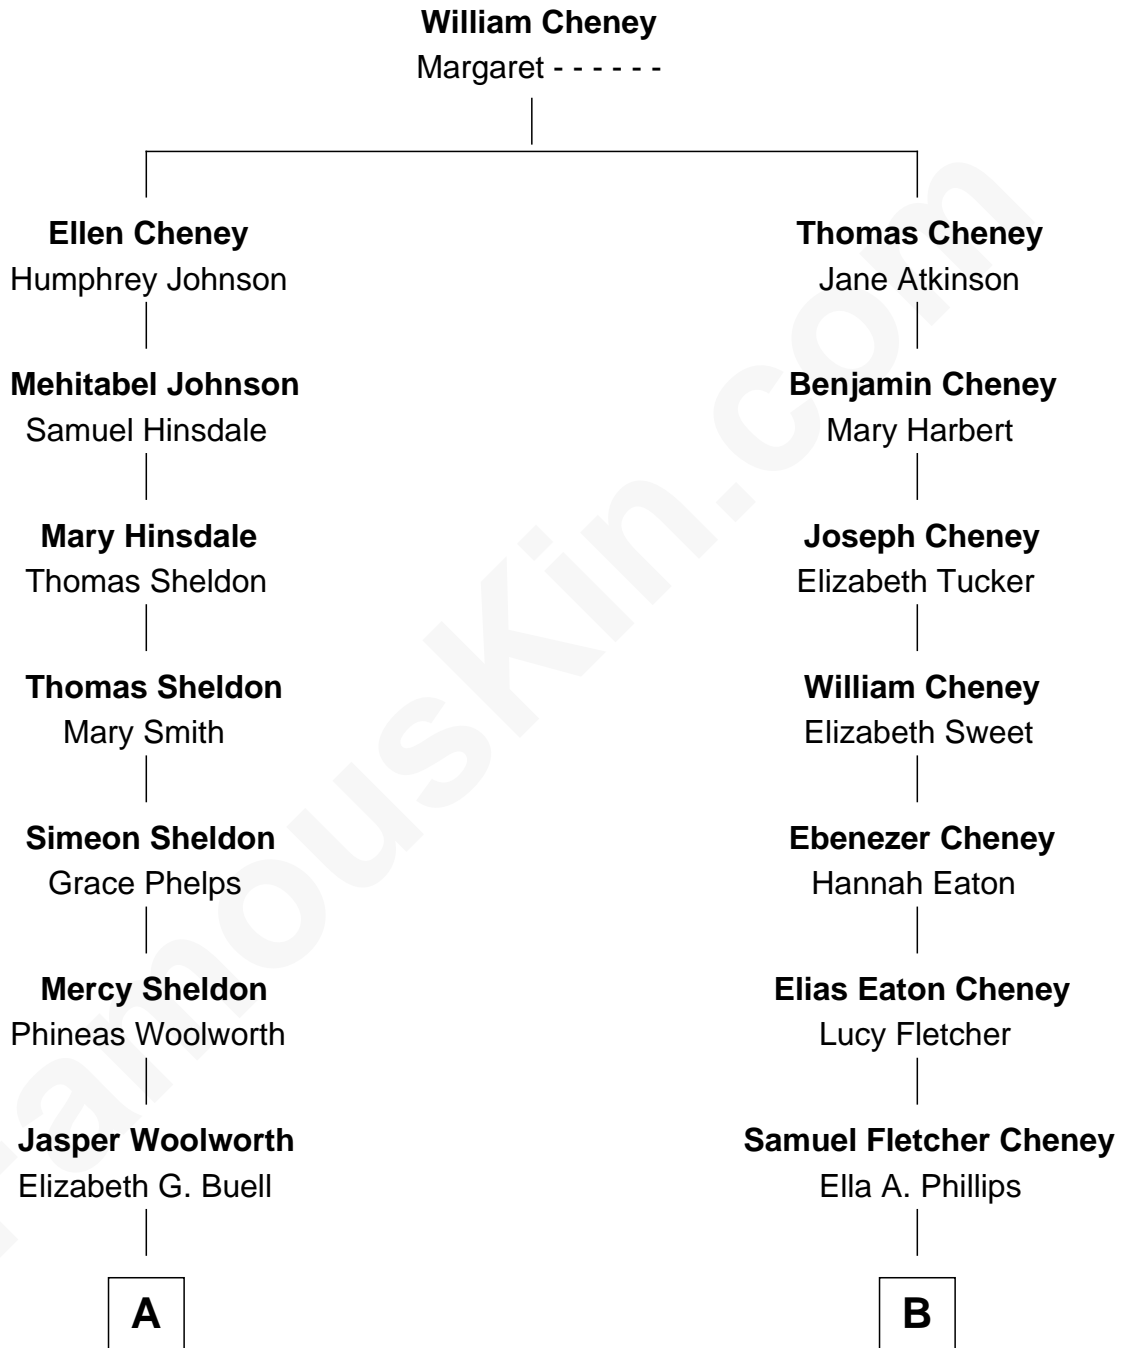 William Cheney
Margaret - - - - - -
Ellen Cheney
Humphrey Johnson
Thomas Cheney
Jane Atkinson
Mehitabel Johnson
Samuel Hinsdale
Benjamin Cheney
Mary Harbert
Mary Hinsdale
Thomas Sheldon
Joseph Cheney
Elizabeth Tucker
Thomas Sheldon
Mary Smith
William Cheney
Elizabeth Sweet
Simeon Sheldon
Grace Phelps
Ebenezer Cheney
Hannah Eaton
Mercy Sheldon
Phineas Woolworth
Elias Eaton Cheney
Lucy Fletcher
Jasper Woolworth
Elizabeth G. Buell
Samuel Fletcher Cheney
Ella A. Phillips
A
B
FamousKin.com